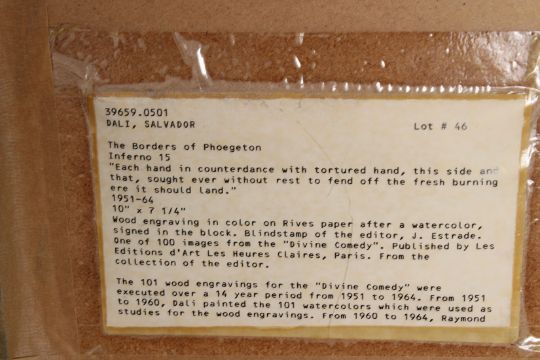 39659.0501
DALI, SALVADOR
Lot # 46
The Borders of Phoegeton
Inferno 15
"Each hand in counterdance with tortured hand, this side and
that, sought ever without rest to fend off the fresh burning
ere it should land."
1951-64
10" x 7 1/4"
Wood engraving in color on Rives paper after a watercolor,
signed in the block. Blindstamp of the editor, J. Estrade.
One of 100 images from the "Divine Comedy". Published by Les
Editions d'Art Les Heures Claires, Paris. From the
collection of the editor.
The 101 wood engravings for the "Divine Comedy" were
executed over a 14 year period from 1951 to 1964. From 1951
to 1960, Dali painted the 101 watercolors which were used as
studies for the wood engravings. From 1960 to 1964, Raymond